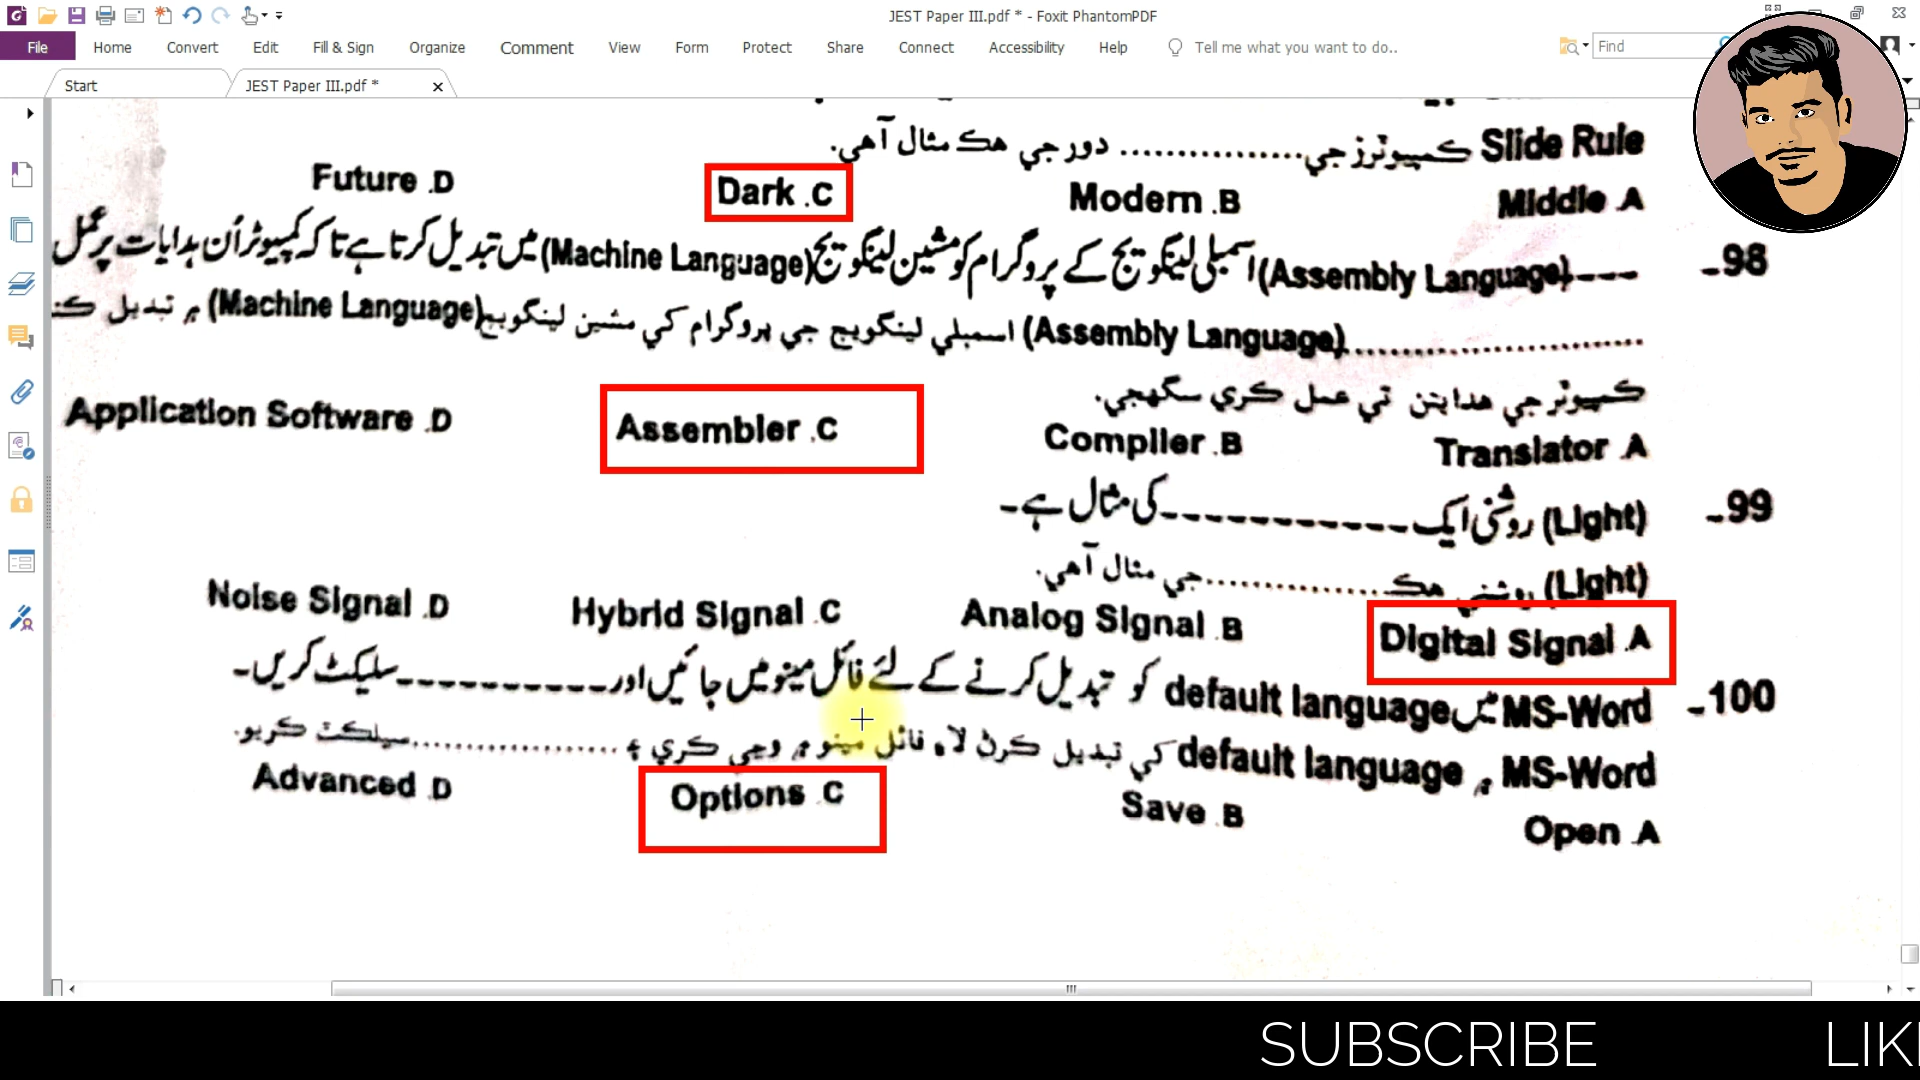 JEST Paper III.pdf * - Foxit PhantomPDF
File Home Convert Edit Fill & Sign Organize Comment View Form Protect Share Connect Accessibility Help Tell me what you want to do.. Find
Start JEST Paper III.pdf *
Slide Rule ڪمپيوٽرز جي................ دور جي هڪ مثال آهي.
Middle .A Modern .B Dark .C Future .D
98- ----(Assembly Language) اسمبلی لینگویج کے پروگرام کو مشین لینگویج (Machine Language) میں تبدیل کرتا ہے تاکہ کمپیوٹر اُن ہدایات پر عمل
........................(Assembly Language) اسمبلي لينگويج جي پروگرام کي مشين لينگويج (Machine Language) ۾ تبديل ڪ
ڪمپيوٽر جي هدايتن تي عمل ڪري سگهجي.
Translator .A Compiler .B Assembler .C Application Software .D
99- (Light) روشنی ایک ------------ کی مثال ہے۔
(Light) روشني هڪ.................جي مثال آهي.
Digital Signal .A Analog Signal .B Hybrid Signal .C Noise Signal .D
100- MS-Word میں default language کو تبدیل کرنے کے لئے فائل مینو میں جائیں اور ------------ سلیکٹ کریں۔
MS-Word ۾ default language کي تبديل ڪرڻ لاءِ فائل مينو ۾ وڃي ڪري ۽ .................... سيلڪٽ ڪريو.
Open .A Save .B Options .C Advanced .D
SUBSCRIBE LIK